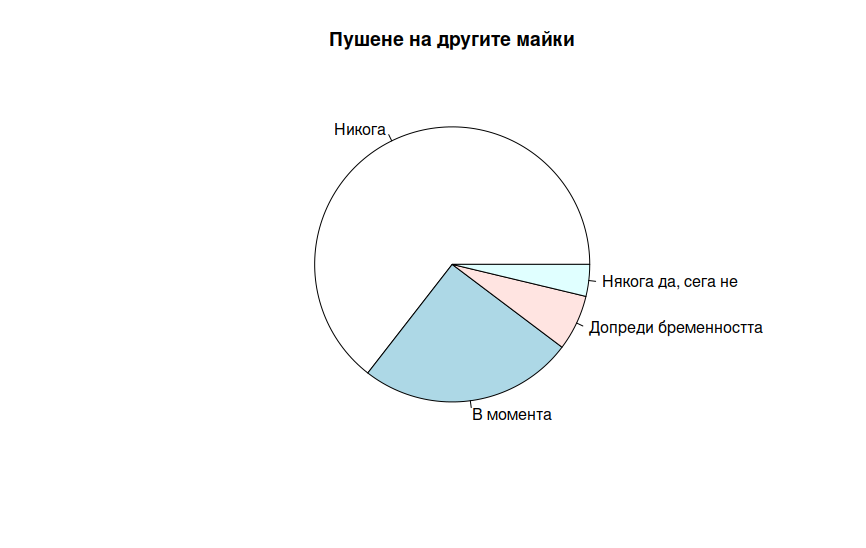 Пушене на другите майки
Никога
Някога да, сега не
Допреди бременността
В момента